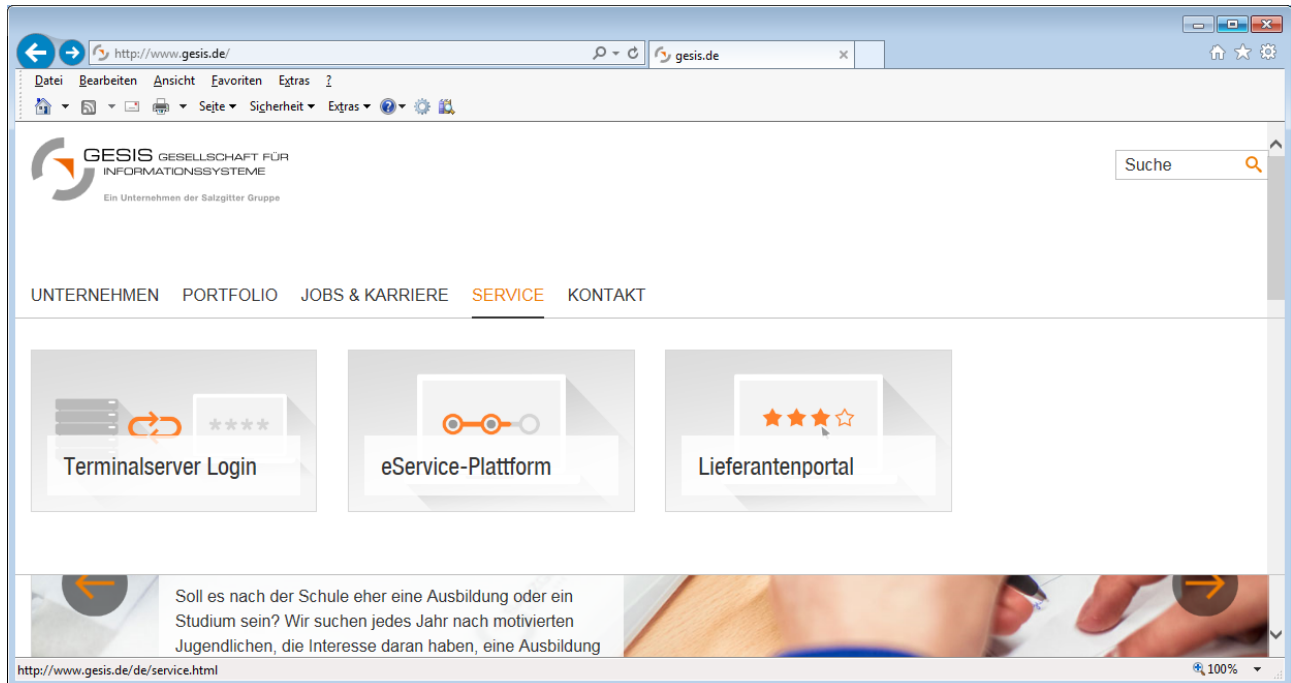 http://www.gesis.de/
gesis.de
Datei Bearbeiten Ansicht Favoriten Extras ?
Seite Sicherheit Extras
GESIS GESELLSCHAFT FÜR
INFORMATIONSSYSTEME
Ein Unternehmen der Salzgitter Gruppe
Suche
UNTERNEHMEN PORTFOLIO JOBS & KARRIERE SERVICE KONTAKT
****
Terminalserver Login eService-Plattform Lieferantenportal
Soll es nach der Schule eher eine Ausbildung oder ein
Studium sein? Wir suchen jedes Jahr nach motivierten
Jugendlichen, die Interesse daran haben, eine Ausbildung
http://www.gesis.de/de/service.html
100%